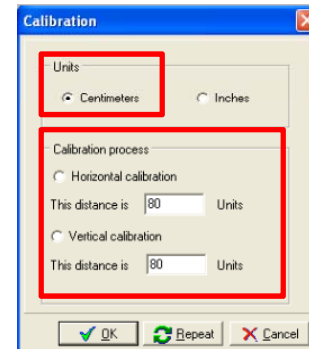 Calibration
Units
Centimeters Inches
Calibration process
Horizontal calibration
This distance is 80 Units
Vertical calibration
This distance is 80 Units
OK Repeat Cancel